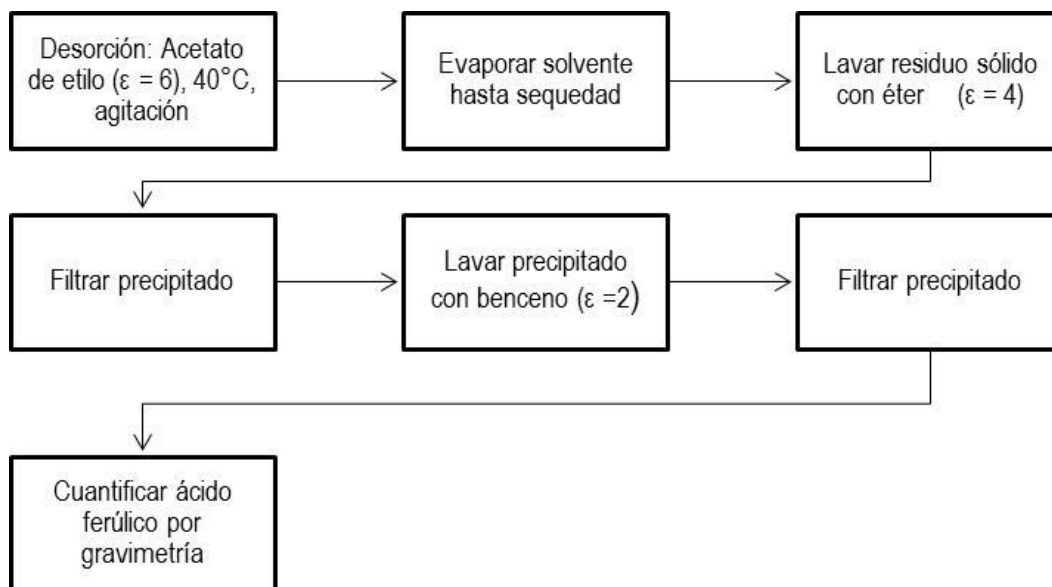 Desorción: Acetato
de etilo (ε = 6), 40°C,
agitación
Evaporar solvente
hasta sequedad
Lavar residuo sólido
con éter (ε = 4)
Filtrar precipitado
Lavar precipitado
con benceno (ε =2)
Filtrar precipitado
Cuantificar ácido
ferúlico por
gravimetría